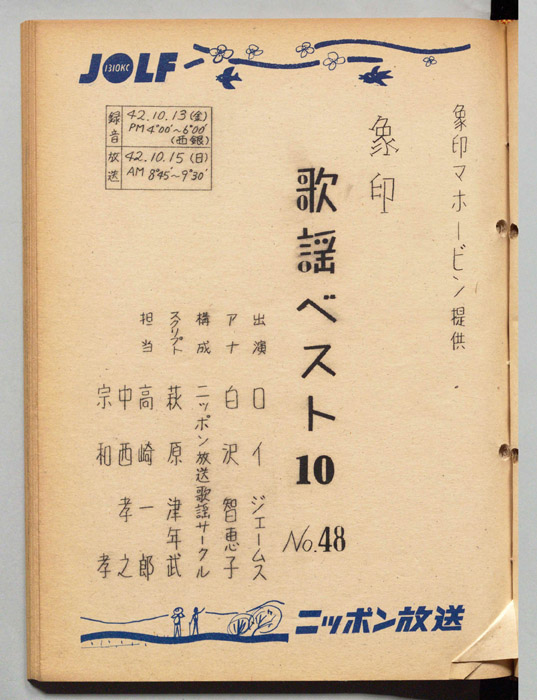 JOLF
1310KC
録音
42.10.13(金)
PM 4°00′~6°00′
(西銀)
放送
42.10.15(日)
AM 8°45′~9°30′
象印マホービン提供
象印
歌謡ベスト10
No.48
出演 ロイ ジェームス
アナ 白沢 智恵子
構成 ニッポン放送歌謡サークル
スクリプト 萩原 津年武
担当 高崎 一郎
中西 孝之
宗和 孝
ニッポン放送